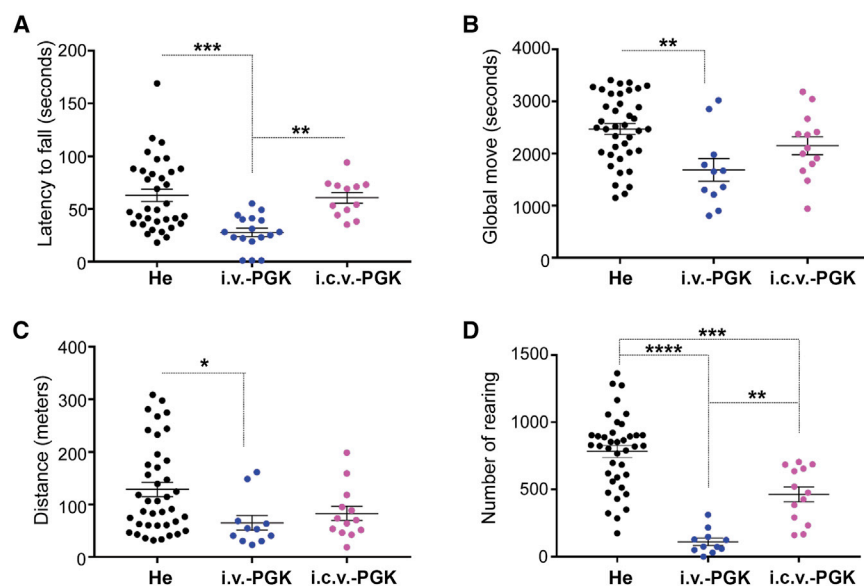 A
Latency to fall (seconds)
200
150
100
50
0
***
**
He
i.v.-PGK
i.c.v.-PGK
B
Global move (seconds)
4000
3000
2000
1000
0
**
He
i.v.-PGK
i.c.v.-PGK
C
Distance (meters)
400
300
200
100
0
*
He
i.v.-PGK
i.c.v.-PGK
D
Number of rearing
1500
1000
500
0
***
****
**
He
i.v.-PGK
i.c.v.-PGK